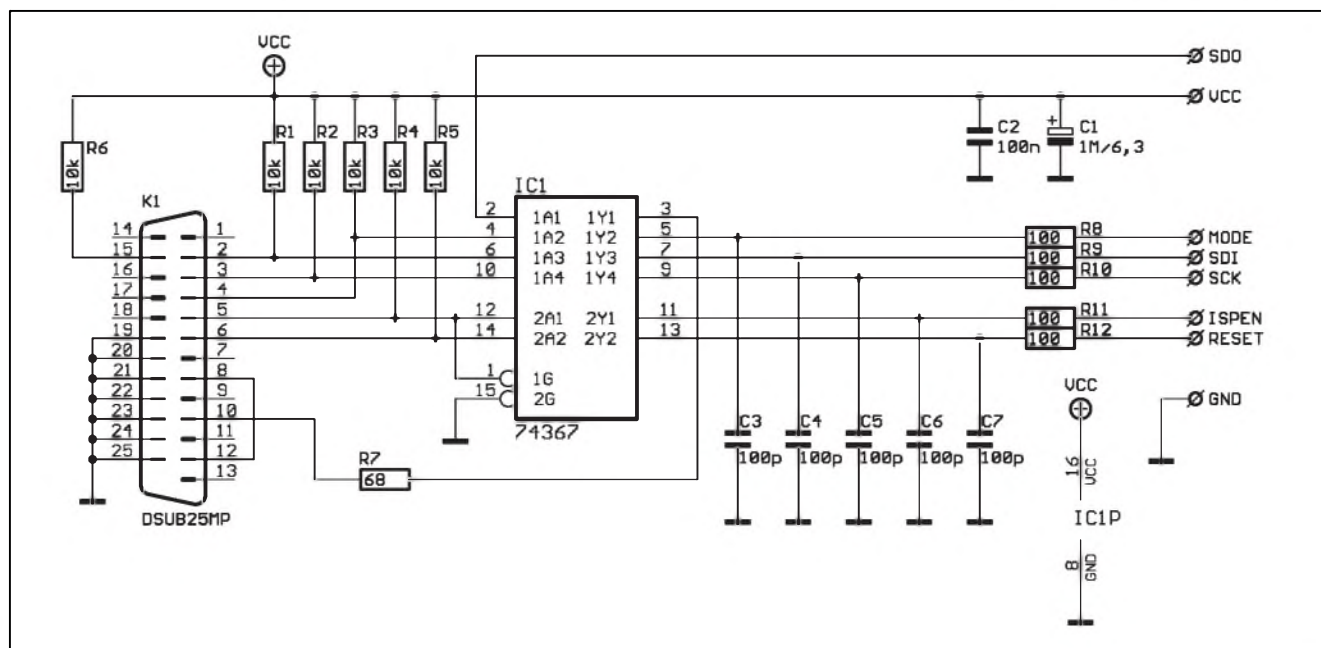 VCC
SDO
VCC
R6
10k
R1
10k
R2
10k
R3
10k
R4
10k
R5
10k
C2
100n
+
C1
1M/6,3
K1
14
15
16
17
18
19
20
21
22
23
24
25
1
2
3
4
5
6
7
8
9
10
11
12
13
DSUB25MP
IC1
2 1A1 1Y1 3
4 1A2 1Y2 5
6 1A3 1Y3 7
10 1A4 1Y4 9
12 2A1 2Y1 11
14 2A2 2Y2 13
1 1G
15 2G
74367
R7
68
100 R8 MODE
100 R9 SDI
100 R10 SCK
100 R11 ISPEN
100 R12 RESET
C3
100p
C4
100p
C5
100p
C6
100p
C7
100p
VCC
GND
16
VCC
IC1P
8
GND